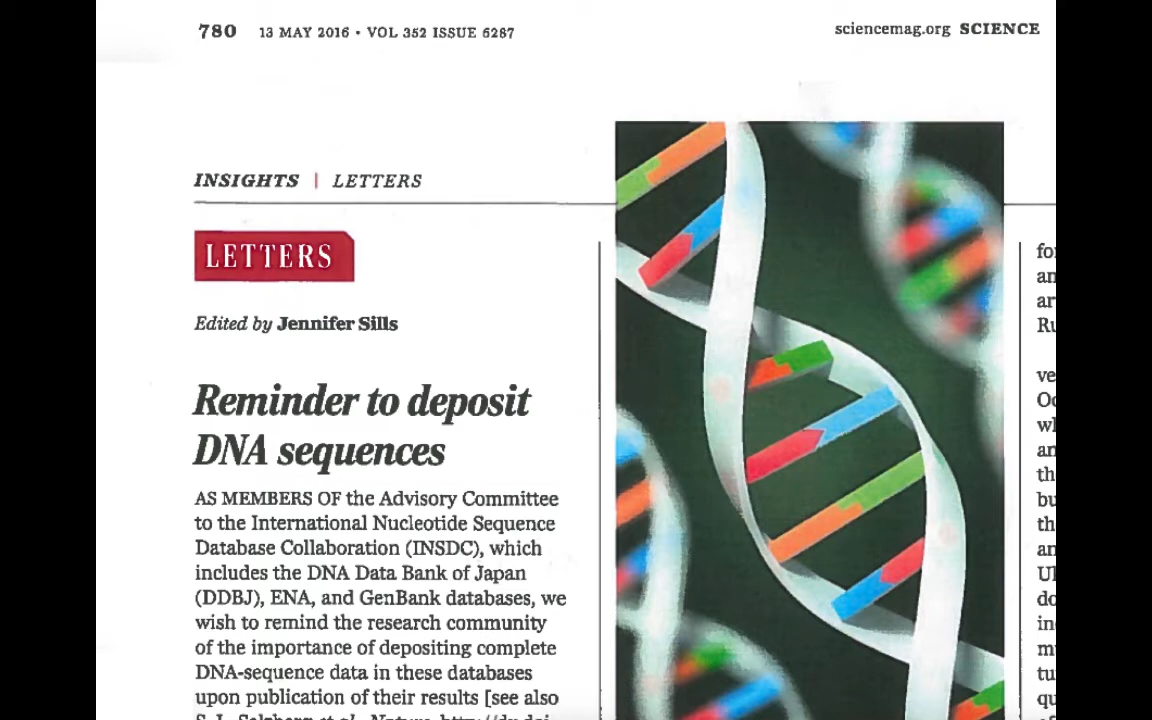 780 13 MAY 2016 • VOL 352 ISSUE 6287
sciencemag.org SCIENCE
INSIGHTS | LETTERS
LETTERS
Edited by Jennifer Sills
Reminder to deposit
DNA sequences
AS MEMBERS OF the Advisory Committee
to the International Nucleotide Sequence
Database Collaboration (INSDC), which
includes the DNA Data Bank of Japan
(DDBJ), ENA, and GenBank databases, we
wish to remind the research community
of the importance of depositing complete
DNA-sequence data in these databases
upon publication of their results [see also